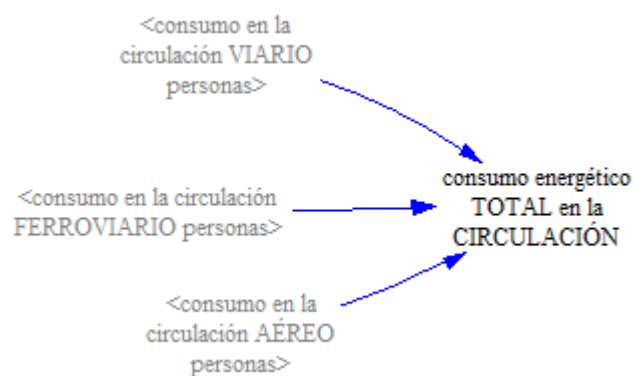 <consumo en la
circulación VIARIO
personas>
<consumo en la circulación
FERROVIARIO personas>
<consumo en la
circulación AÉREO
personas>
consumo energético
TOTAL en la
CIRCULACIÓN